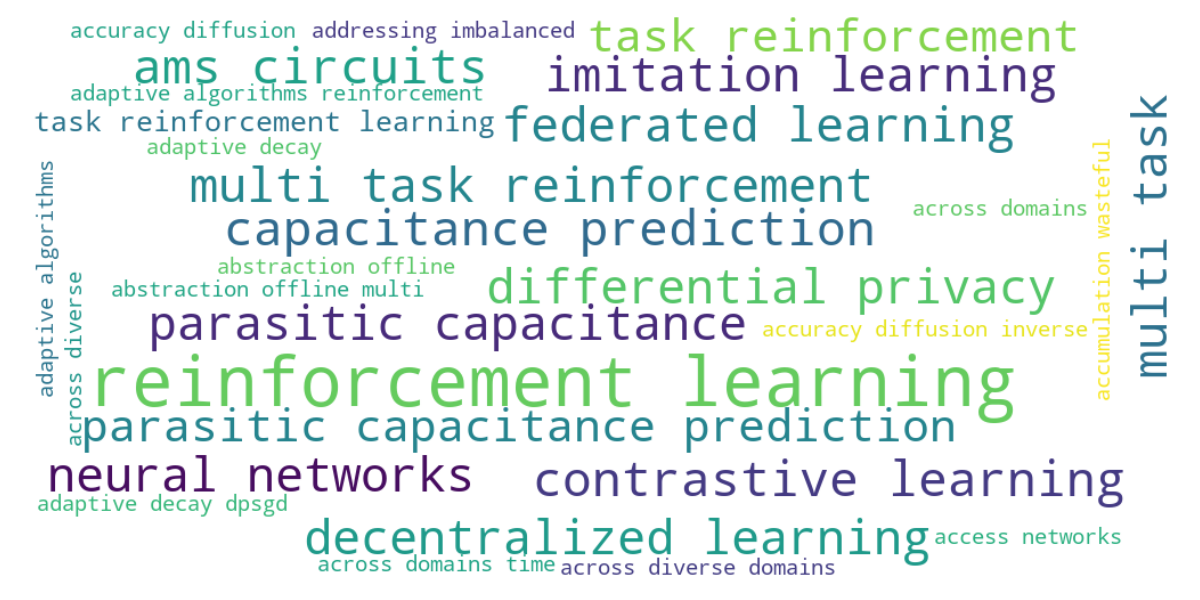 accuracy diffusion
addressing imbalanced
task reinforcement
ams circuits
imitation learning
adaptive algorithms reinforcement
task reinforcement learning
federated learning
multi task
adaptive decay
accumulation wasteful
adaptive algorithms
multi task reinforcement
across domains
capacitance prediction
abstraction offline
across diverse
abstraction offline multi
differential privacy
parasitic capacitance
accuracy diffusion inverse
reinforcement learning
parasitic capacitance prediction
neural networks
contrastive learning
adaptive decay dpsgd
decentralized learning
access networks
across domains time
across diverse domains